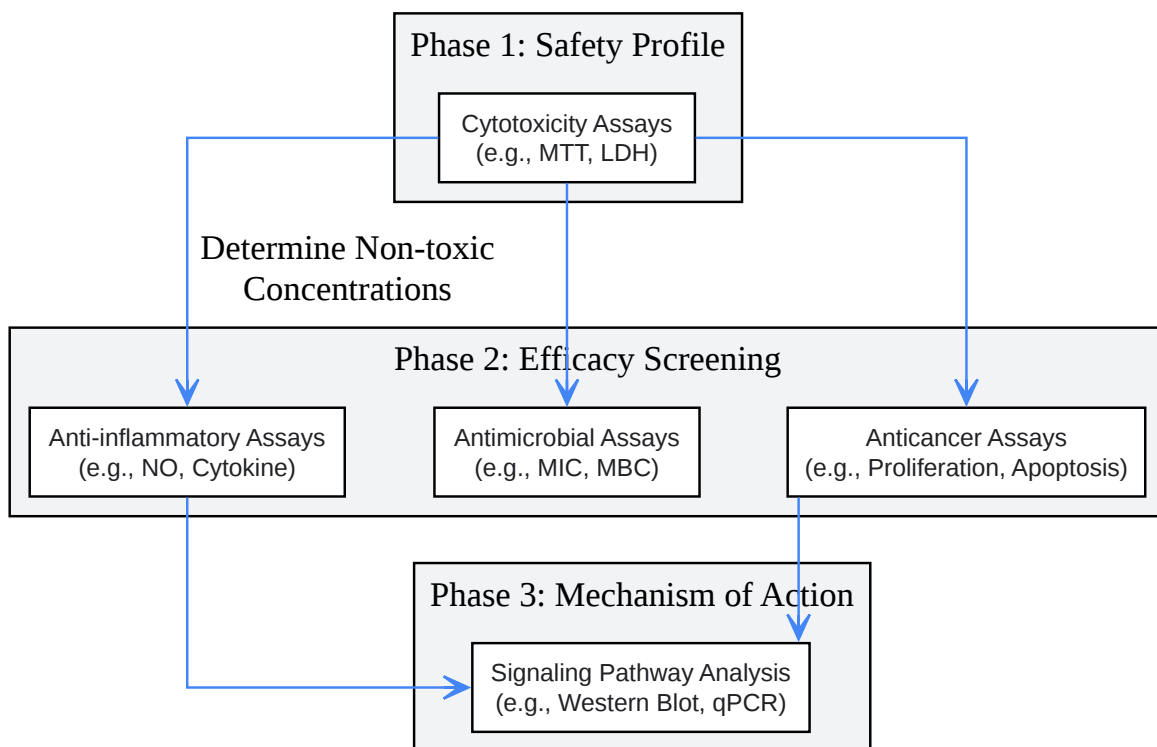 Phase 1: Safety Profile
Cytotoxicity Assays
(e.g., MTT, LDH)
Determine Non-toxic
Concentrations
Phase 2: Efficacy Screening
Anti-inflammatory Assays
(e.g., NO, Cytokine)
Antimicrobial Assays
(e.g., MIC, MBC)
Anticancer Assays
(e.g., Proliferation, Apoptosis)
Phase 3: Mechanism of Action
Signaling Pathway Analysis
(e.g., Western Blot, qPCR)